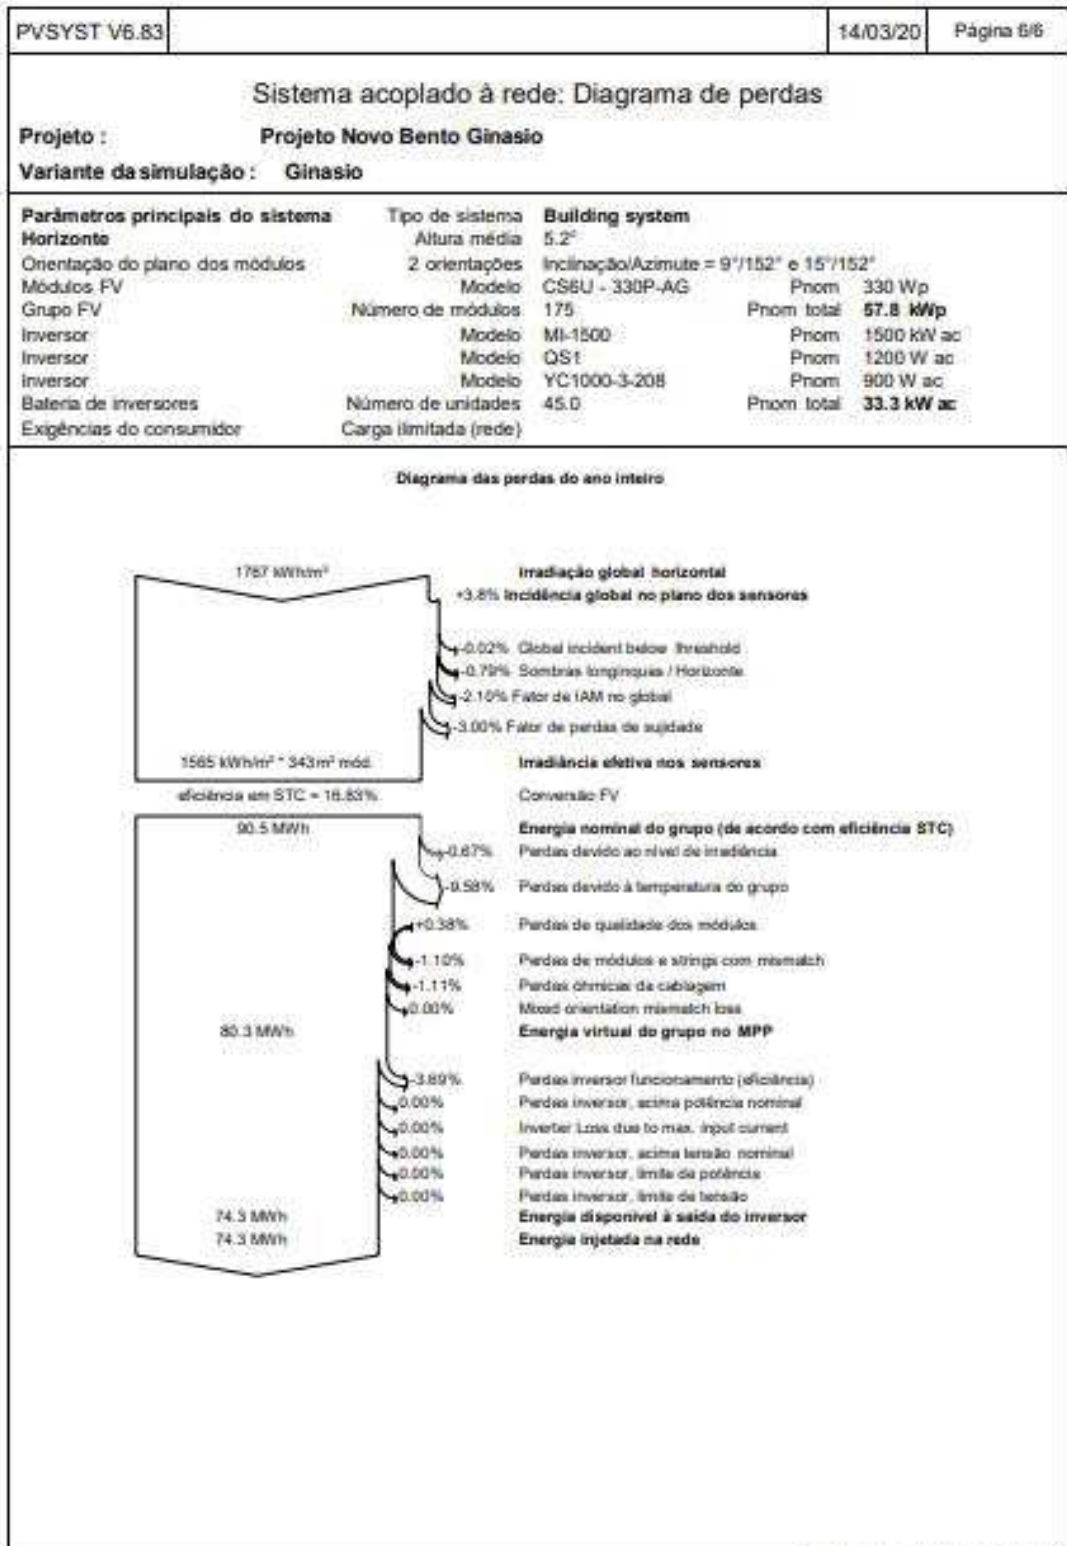 PVSYST V6.83 14/03/20 Página 6/6
Sistema acoplado à rede: Diagrama de perdas
Projeto : Projeto Novo Bento Ginasio
Variante da simulação : Ginasio
Parâmetros principais do sistema Tipo de sistema Building system
Horizonte Altura média 5.2°
Orientação do plano dos módulos 2 orientações Inclinação/Azimute = 9°/152° e 15°/152°
Módulos FV Modelo CS6U - 330P-AG Pnom 330 Wp
Grupo FV Número de módulos 175 Pnom total 57.8 kWp
Inversor Modelo MI-1500 Pnom 1500 kW ac
Inversor Modelo QS1 Pnom 1200 W ac
Inversor Modelo YC1000-3-208 Pnom 900 W ac
Bateria de inversores Número de unidades 45.0 Pnom total 33.3 kW ac
Exigências do consumidor Carga ilimitada (rede)
Diagrama das perdas do ano inteiro
1767 kWh/m² Irradiação global horizontal
+3.8% Incidência global no plano dos sensores
-0.02% Global incident below threshold
-0.79% Sombras longínquas / Horizonte
-2.10% Fator de IAM no global
-3.00% Fator de perdas de sujidade
1565 kWh/m² * 343 m² mód. Irradiância efetiva nos sensores
eficiência em STC = 16.83% Conversão FV
90.5 MWh Energia nominal do grupo (de acordo com eficiência STC)
-0.67% Perdas devido ao nível de irradiância
-9.58% Perdas devido à temperatura do grupo
+0.38% Perdas de qualidade dos módulos
-1.10% Perdas de módulos e strings com mismatch
-1.11% Perdas óhmicas da cablagem
0.00% Mixed orientation mismatch loss
80.3 MWh Energia virtual do grupo no MPP
-3.69% Perdas inversor funcionamento (eficiência)
0.00% Perdas inversor, acima potência nominal
0.00% Inverter Loss due to max. input current
0.00% Perdas inversor, acima tensão nominal
0.00% Perdas inversor, limite de potência
0.00% Perdas inversor, limite de tensão
74.3 MWh Energia disponível à saída do inversor
74.3 MWh Energia injetada na rede